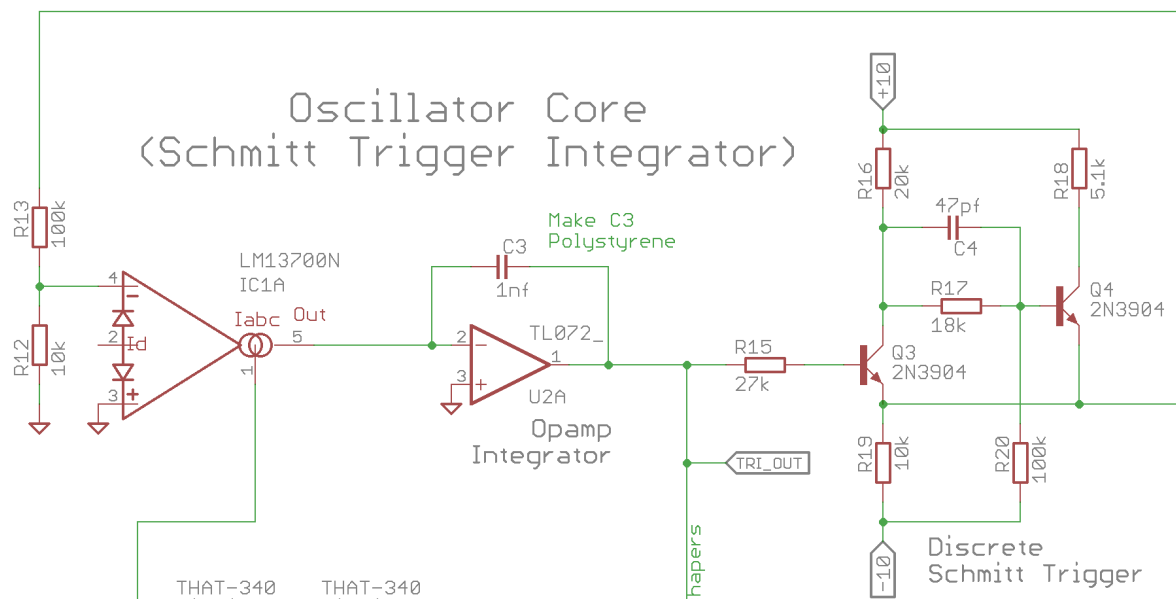 Oscillator Core
(Schmitt Trigger Integrator)
+10
R16
20k
R18
5.1k
R13
100k
Make C3
Polystyrene
47pf
C4
LM13700N
IC1A
C3
1nf
4
Iabc
Out
R17
18k
Q4
2N3904
R12
10k
2
Id
5
2
TL072_
1
R15
27k
Q3
2N3904
1
3
3
U2A
Opamp
Integrator
R19
10k
R20
100k
TRI_OUT
hapers
Discrete
Schmitt Trigger
-10
THAT-340
THAT-340